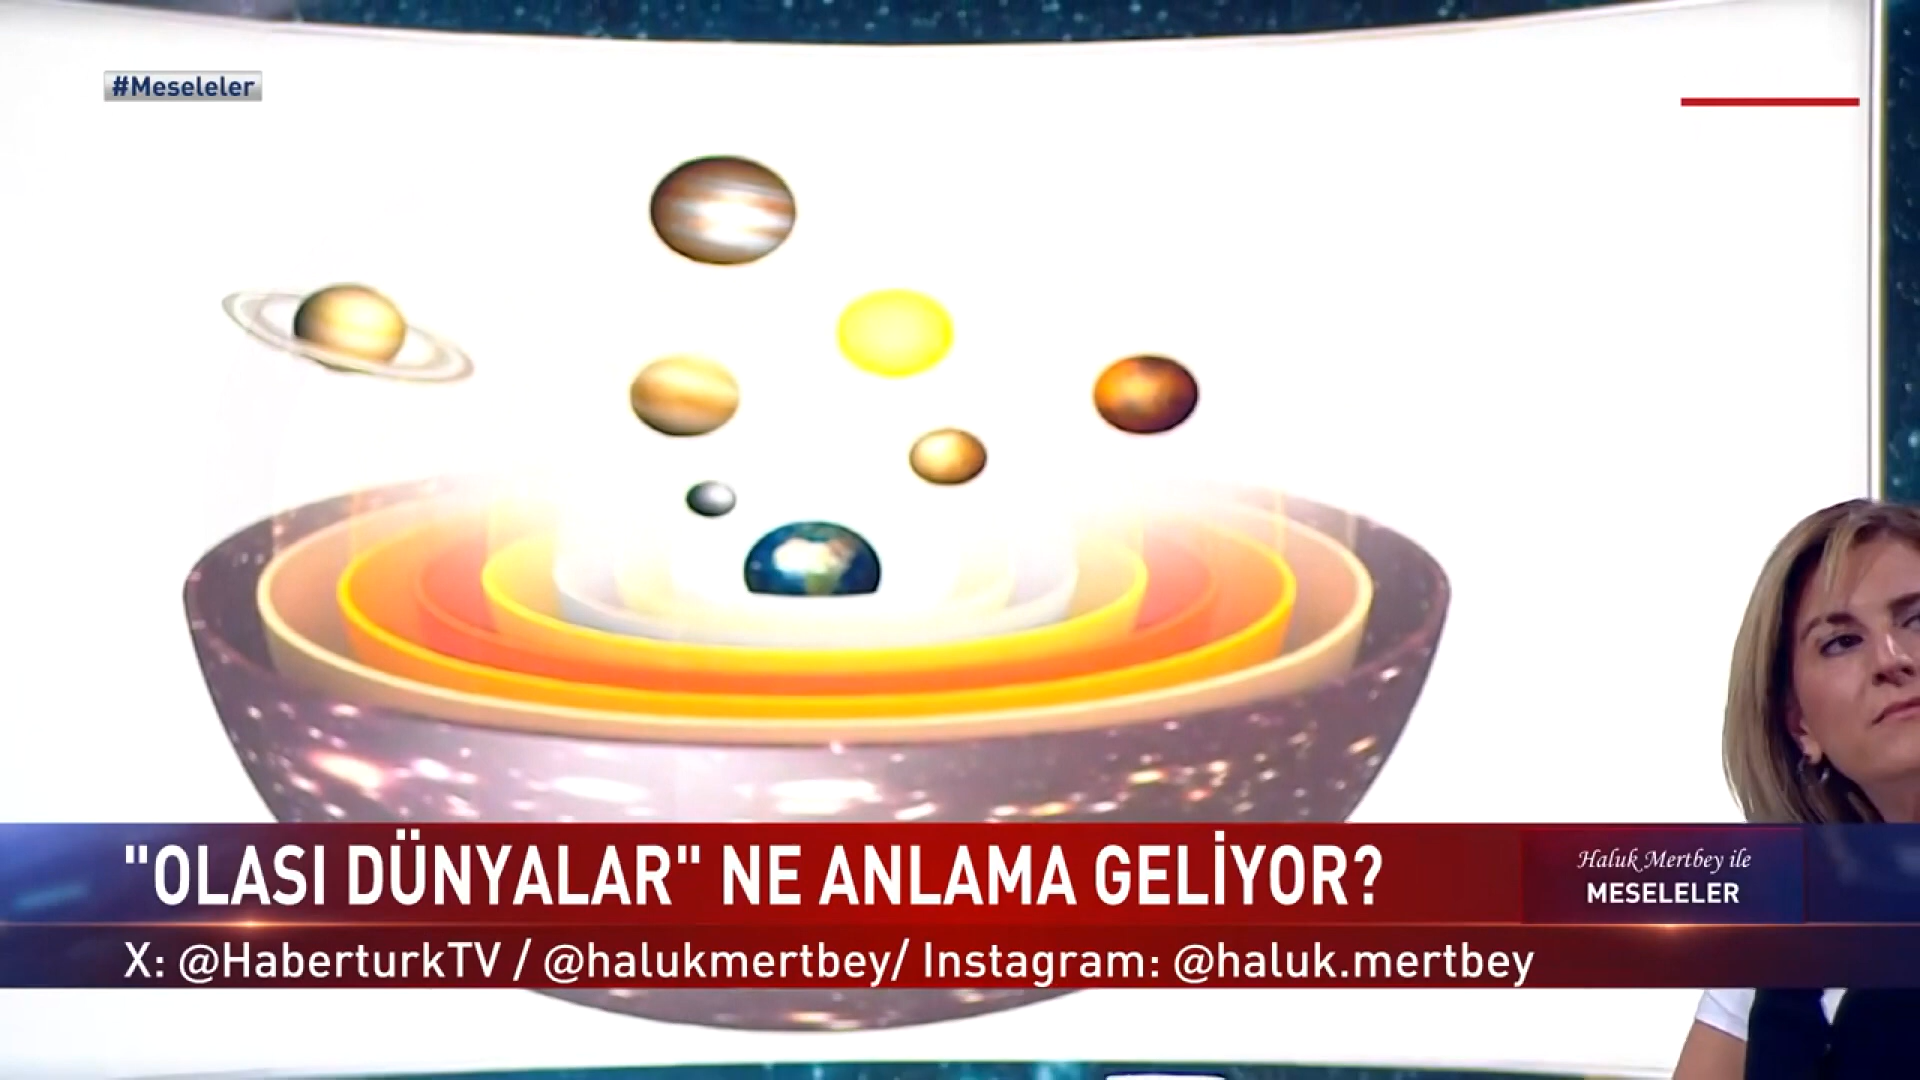 #Meseleler
"OLASI DÜNYALAR" NE ANLAMA GELİYOR?
Haluk Mertbey ile
MESELELER
X: @HaberturkTV / @halukmertbey/ Instagram: @haluk.mertbey